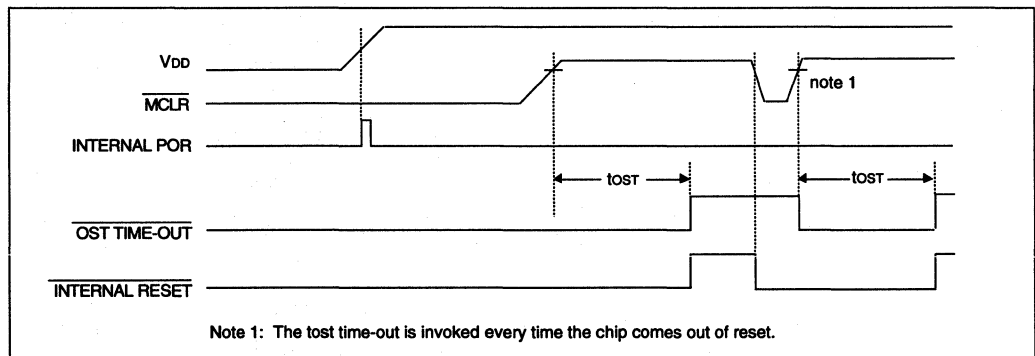 VDD
MCLR
note 1
INTERNAL POR
tOST
tOST
OST TIME-OUT
INTERNAL RESET
Note 1: The tost time-out is invoked every time the chip comes out of reset.